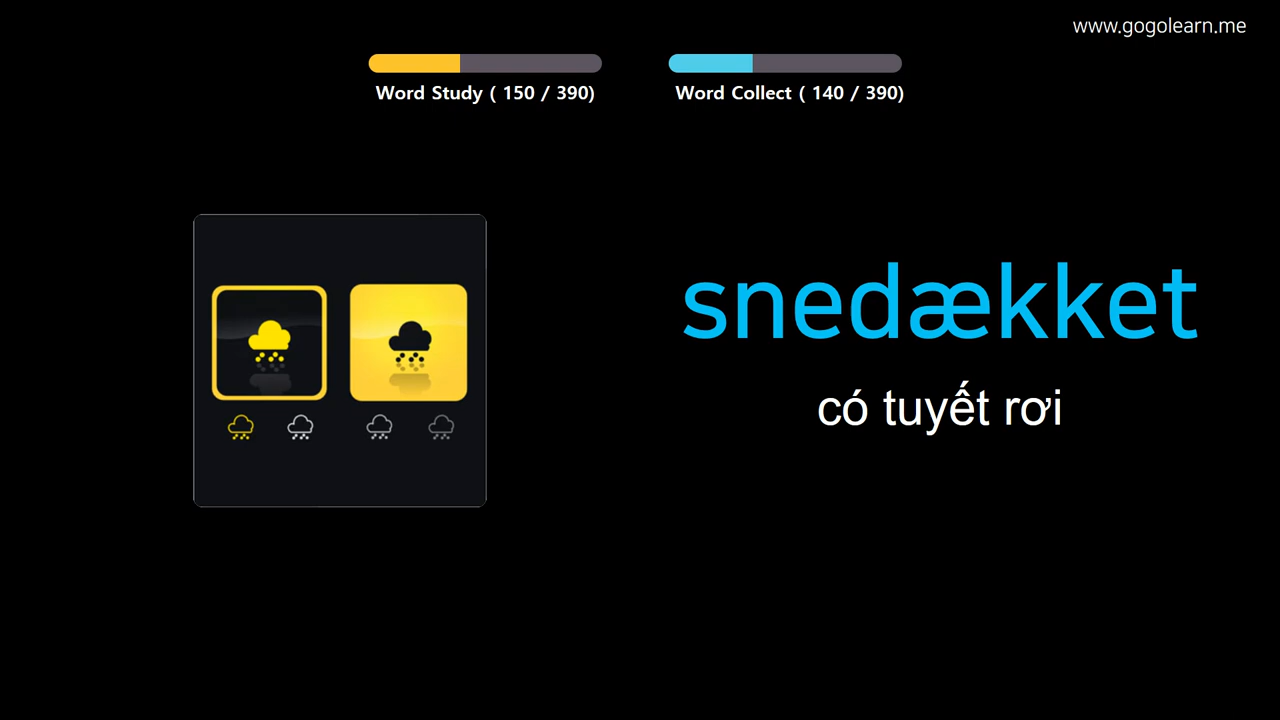 www.gogolearn.me
Word Study ( 150 / 390)
Word Collect ( 140 / 390)
snedækket
có tuyết rơi